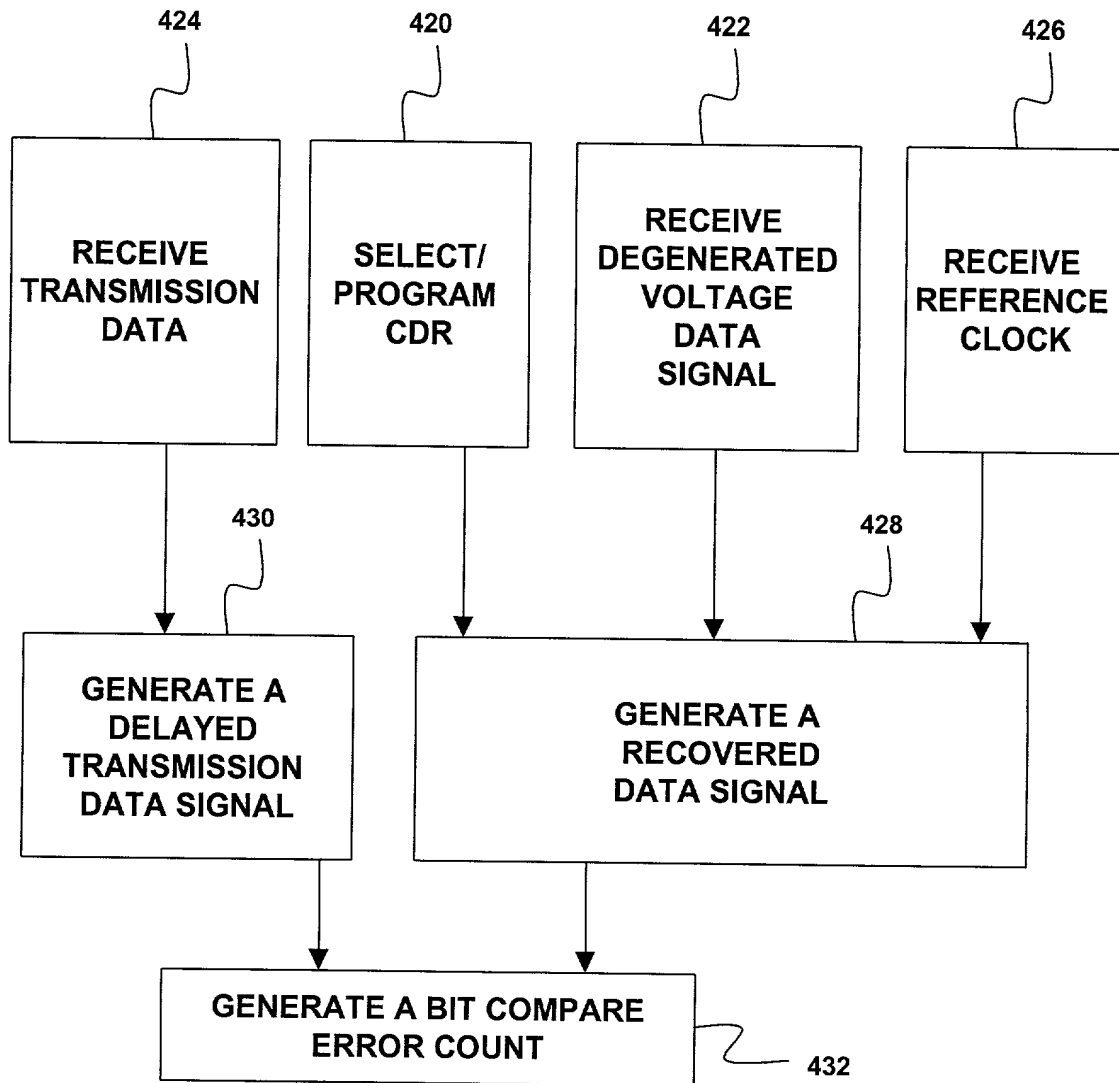 424
420
422
426
RECEIVE
TRANSMISSION
DATA
SELECT/
PROGRAM
CDR
RECEIVE
DEGENERATED
VOLTAGE
DATA
SIGNAL
RECEIVE
REFERENCE
CLOCK
430
428
GENERATE A
DELAYED
TRANSMISSION
DATA SIGNAL
GENERATE A
RECOVERED
DATA SIGNAL
GENERATE A BIT COMPARE
ERROR COUNT
432